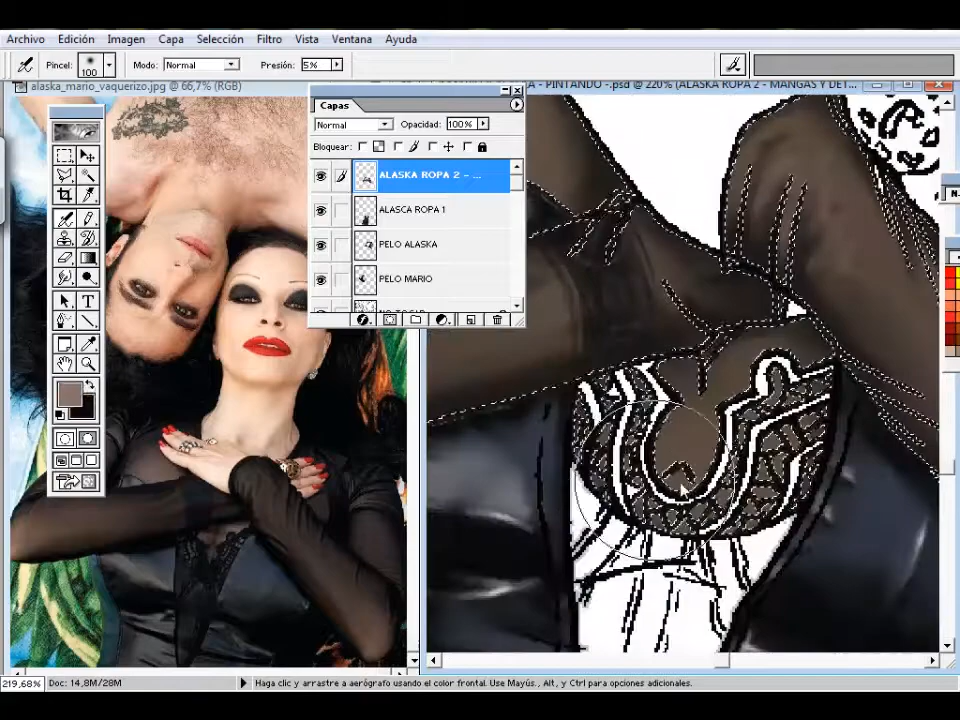 Archivo Edición Imagen Capa Selección Filtro Vista Ventana Ayuda
Pincel: 100 Modo: Normal Presión: 5%
alaska_mario_vaquerizo.jpg @ 66,7% (RGB)
A - PINTANDO -.psd @ 220% (ALASKA ROPA 2 - MANGAS Y DET...
Capas
Normal Opacidad: 100%
Bloquear:
ALASKA ROPA 2 - ...
ALASCA ROPA 1
PELO ALASKA
PELO MARIO
N.
219,68% Doc: 14,8M/28M Haga clic y arrastre a aerógrafo usando el color frontal. Use Mayús., Alt, y Ctrl para opciones adicionales.